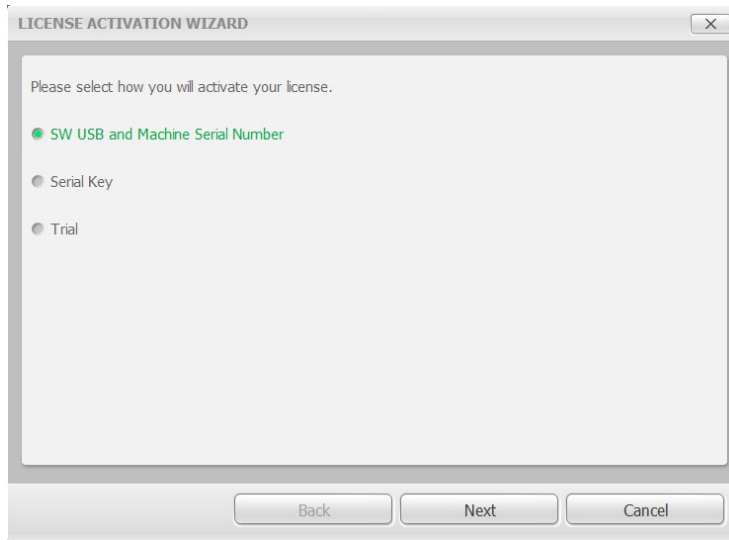 LICENSE ACTIVATION WIZARD
Please select how you will activate your license.
SW USB and Machine Serial Number
Serial Key
Trial
Back Next Cancel